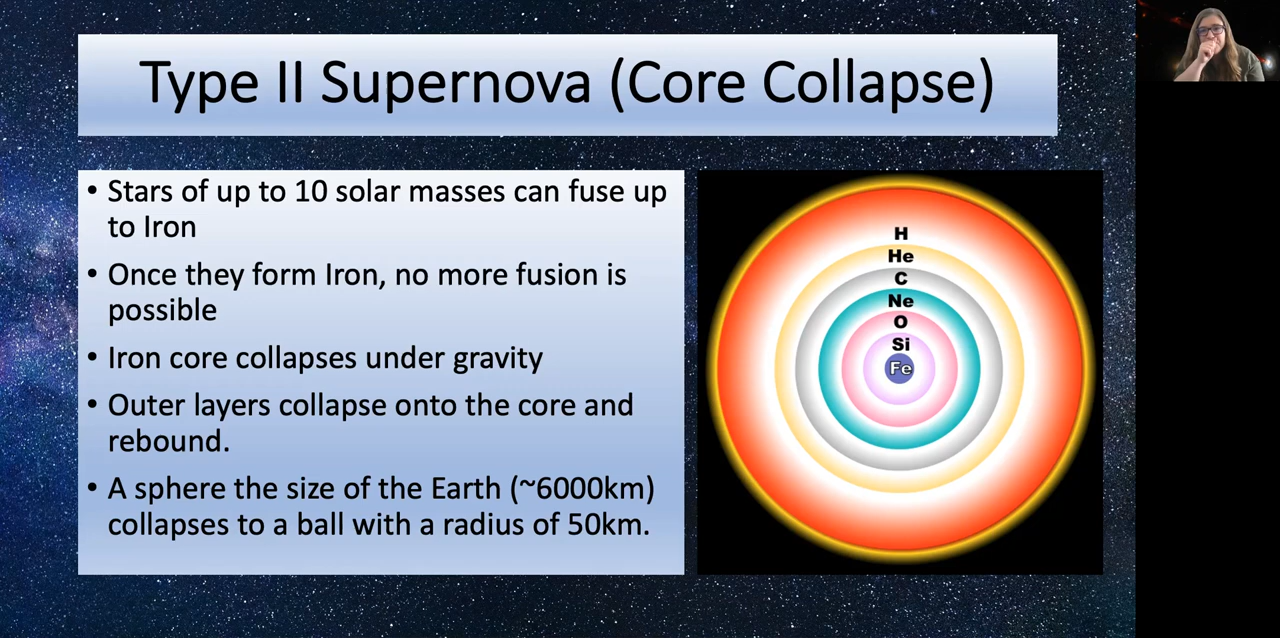 Type II Supernova (Core Collapse)
• Stars of up to 10 solar masses can fuse up
to Iron
• Once they form Iron, no more fusion is
possible
• Iron core collapses under gravity
• Outer layers collapse onto the core and
rebound.
• A sphere the size of the Earth (~6000km)
collapses to a ball with a radius of 50km.
H
He
C
Ne
O
Si
Fe